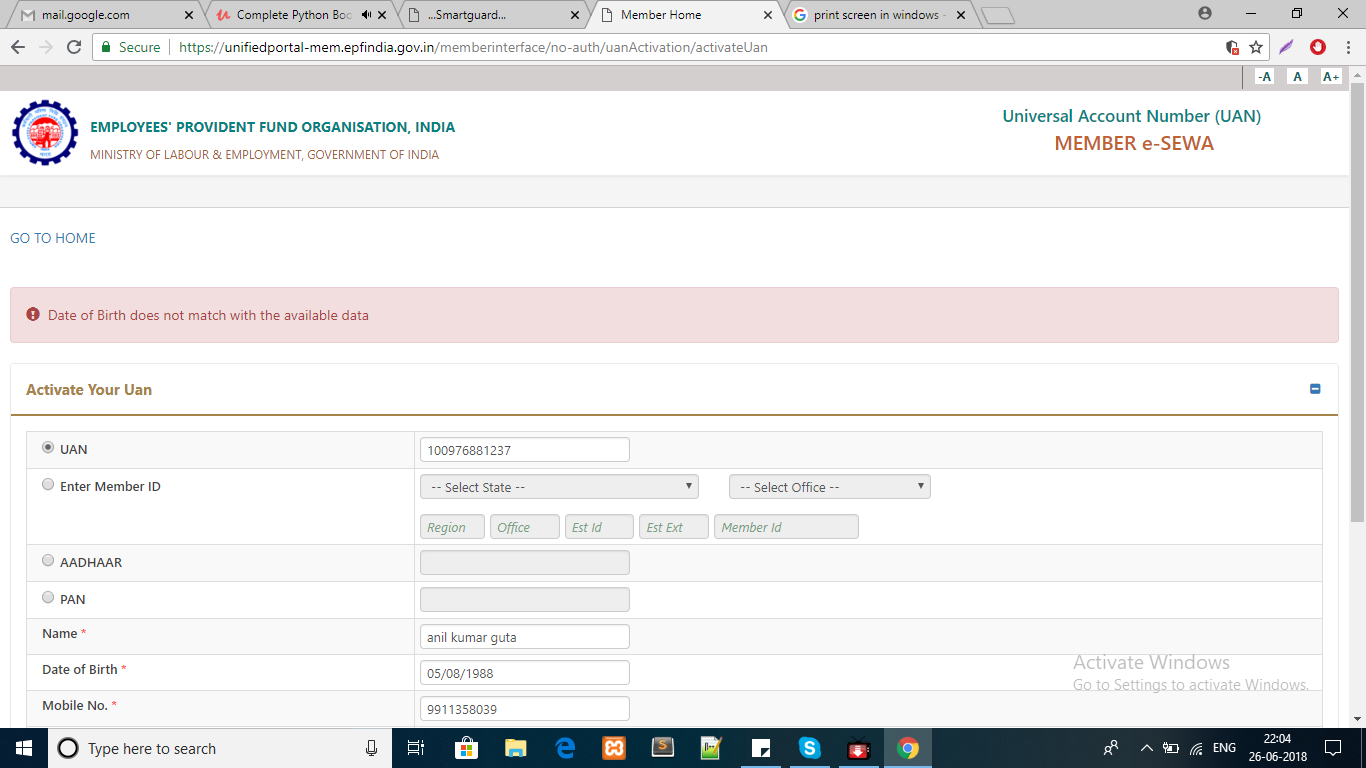 mail.google.com
Complete Python Boo
...Smartguard...
Member Home
print screen in windows -
Secure
https://unifiedportal-mem.epfindia.gov.in/memberinterface/no-auth/uanActivation/activateUan
-A A A+
EMPLOYEES' PROVIDENT FUND ORGANISATION, INDIA
MINISTRY OF LABOUR & EMPLOYMENT, GOVERNMENT OF INDIA
Universal Account Number (UAN)
MEMBER e-SEWA
GO TO HOME
Date of Birth does not match with the available data
Activate Your Uan
UAN 100976881237
Enter Member ID -- Select State -- -- Select Office --
Region Office Est Id Est Ext Member Id
AADHAAR
PAN
Name * anil kumar guta
Date of Birth * 05/08/1988
Mobile No. * 9911358039
Activate Windows
Go to Settings to activate Windows.
Type here to search
ENG
22:04
26-06-2018